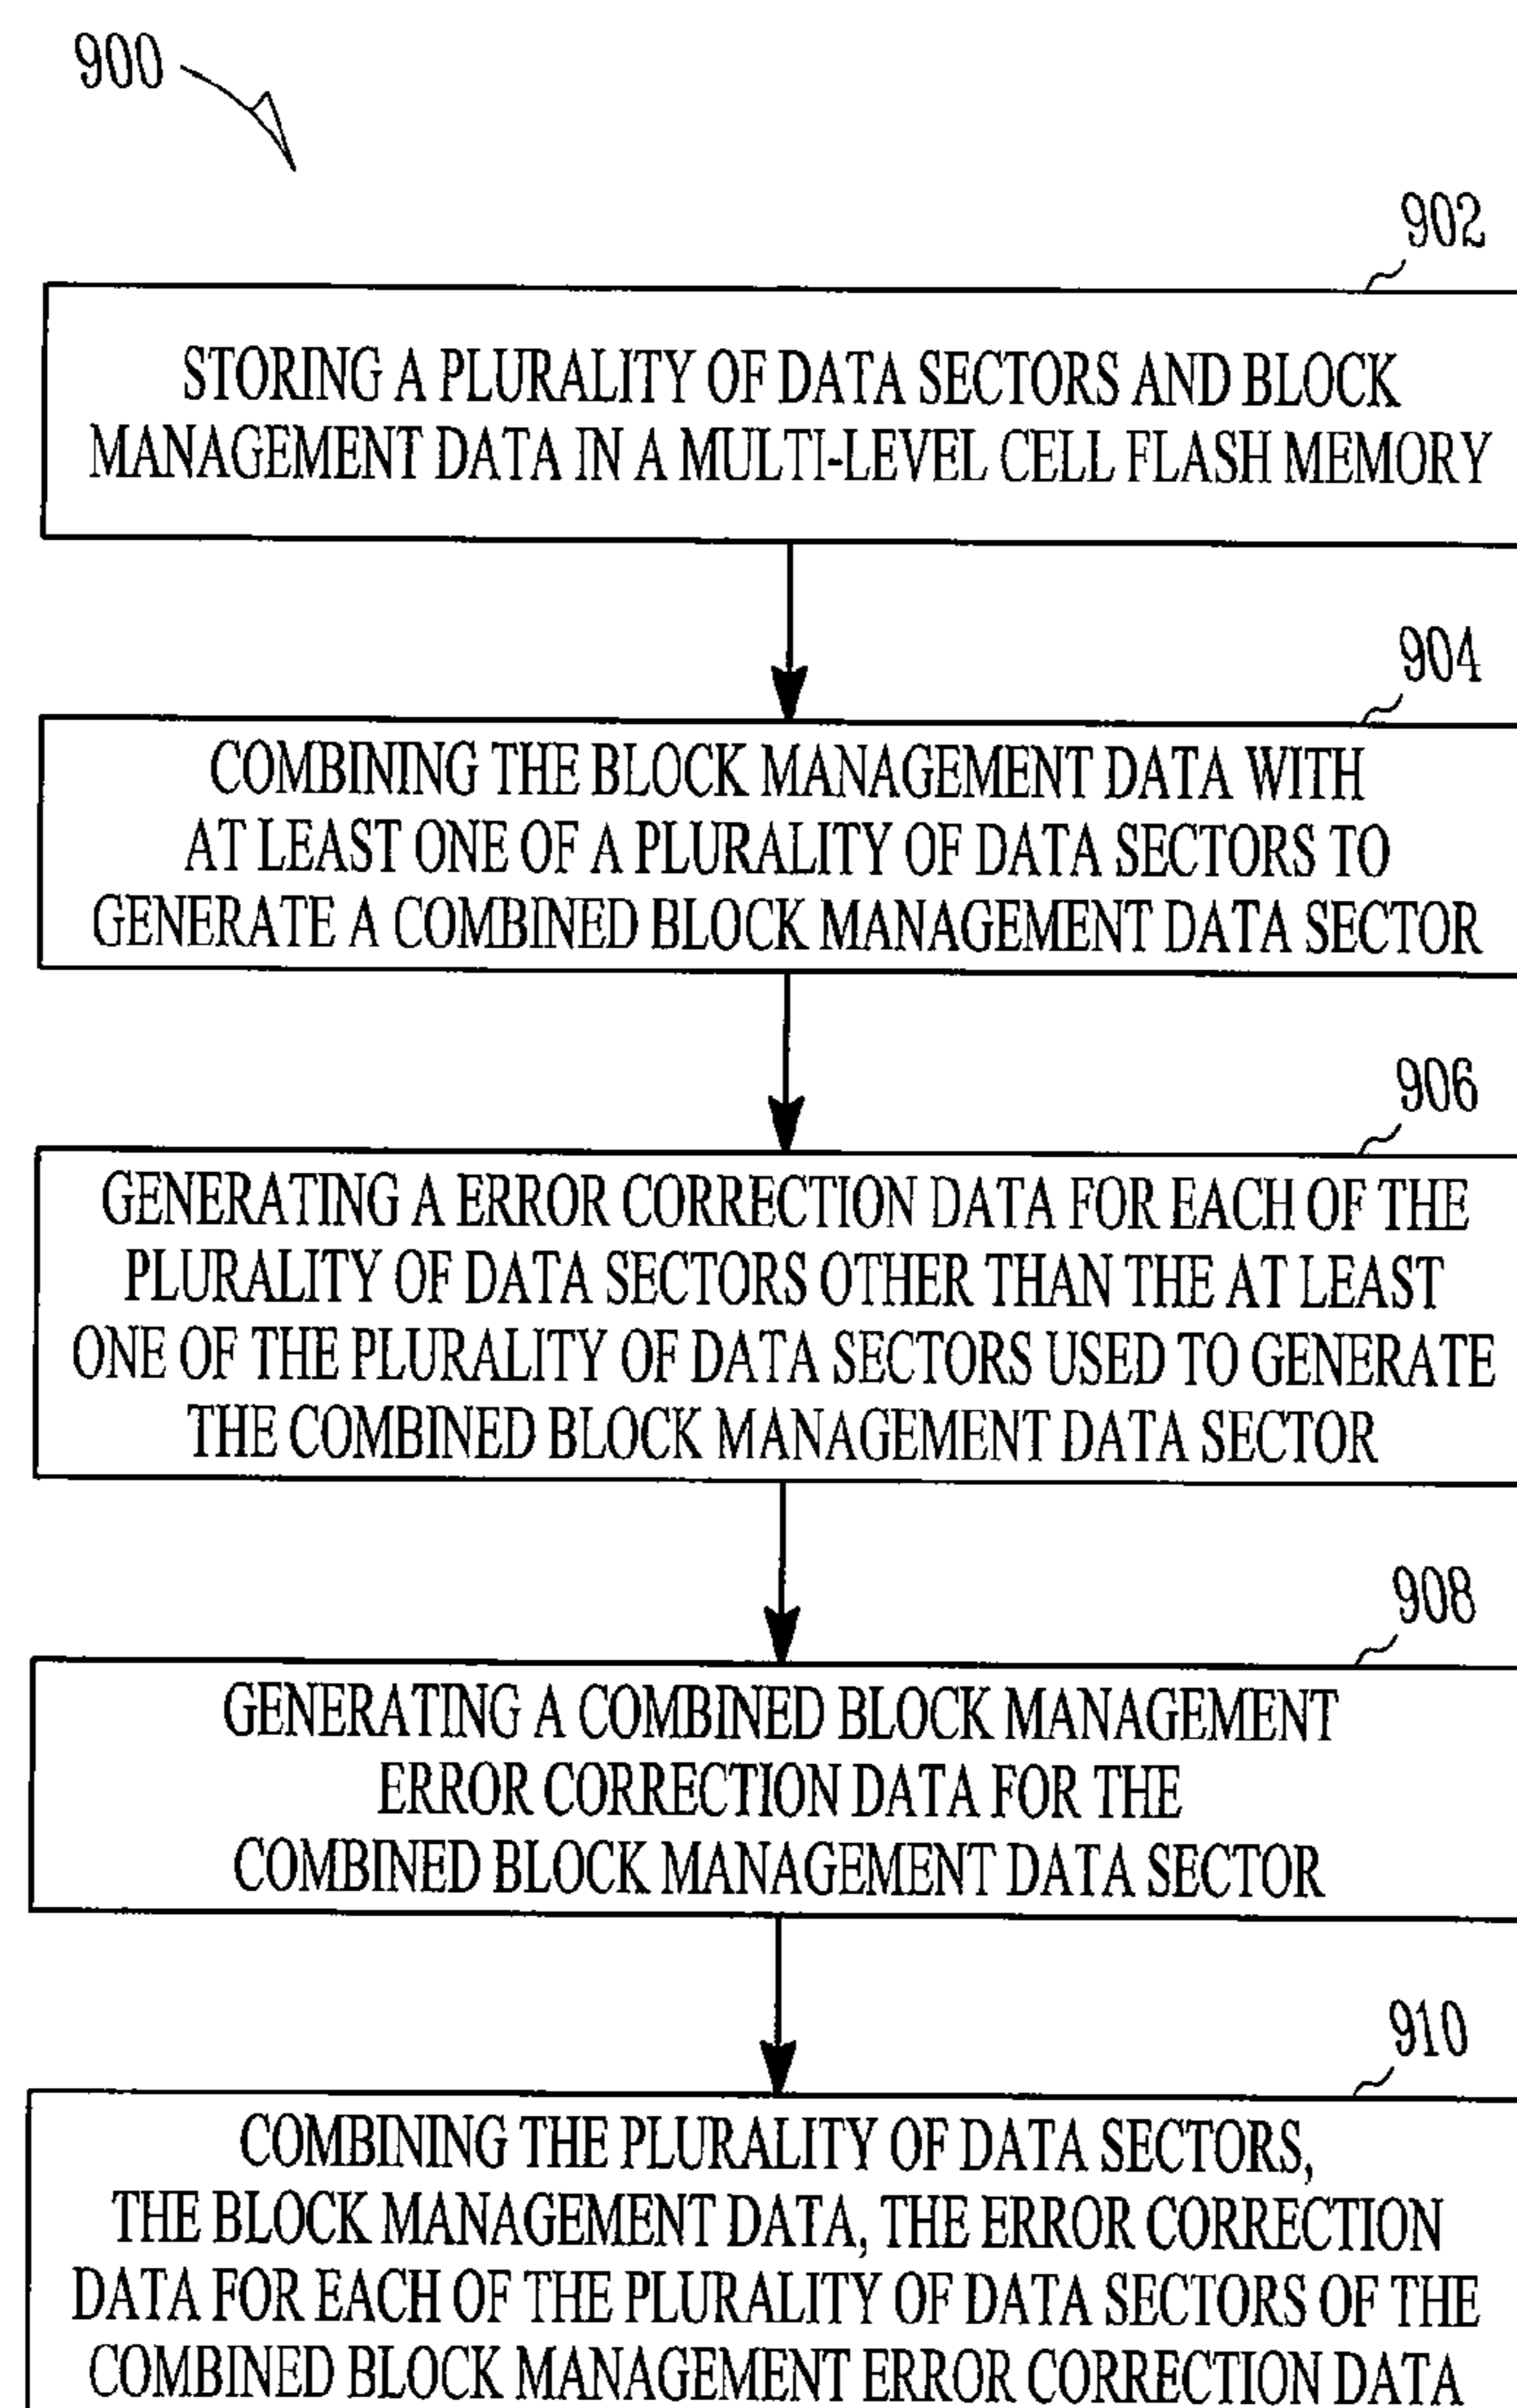 900
902
STORING A PLURALITY OF DATA SECTORS AND BLOCK
MANAGEMENT DATA IN A MULTI-LEVEL CELL FLASH MEMORY
904
COMBINING THE BLOCK MANAGEMENT DATA WITH
AT LEAST ONE OF A PLURALITY OF DATA SECTORS TO
GENERATE A COMBINED BLOCK MANAGEMENT DATA SECTOR
906
GENERATING A ERROR CORRECTION DATA FOR EACH OF THE
PLURALITY OF DATA SECTORS OTHER THAN THE AT LEAST
ONE OF THE PLURALITY OF DATA SECTORS USED TO GENERATE
THE COMBINED BLOCK MANAGEMENT DATA SECTOR
908
GENERATING A COMBINED BLOCK MANAGEMENT
ERROR CORRECTION DATA FOR THE
COMBINED BLOCK MANAGEMENT DATA SECTOR
910
COMBINING THE PLURALITY OF DATA SECTORS,
THE BLOCK MANAGEMENT DATA, THE ERROR CORRECTION
DATA FOR EACH OF THE PLURALITY OF DATA SECTORS OF THE
COMBINED BLOCK MANAGEMENT ERROR CORRECTION DATA